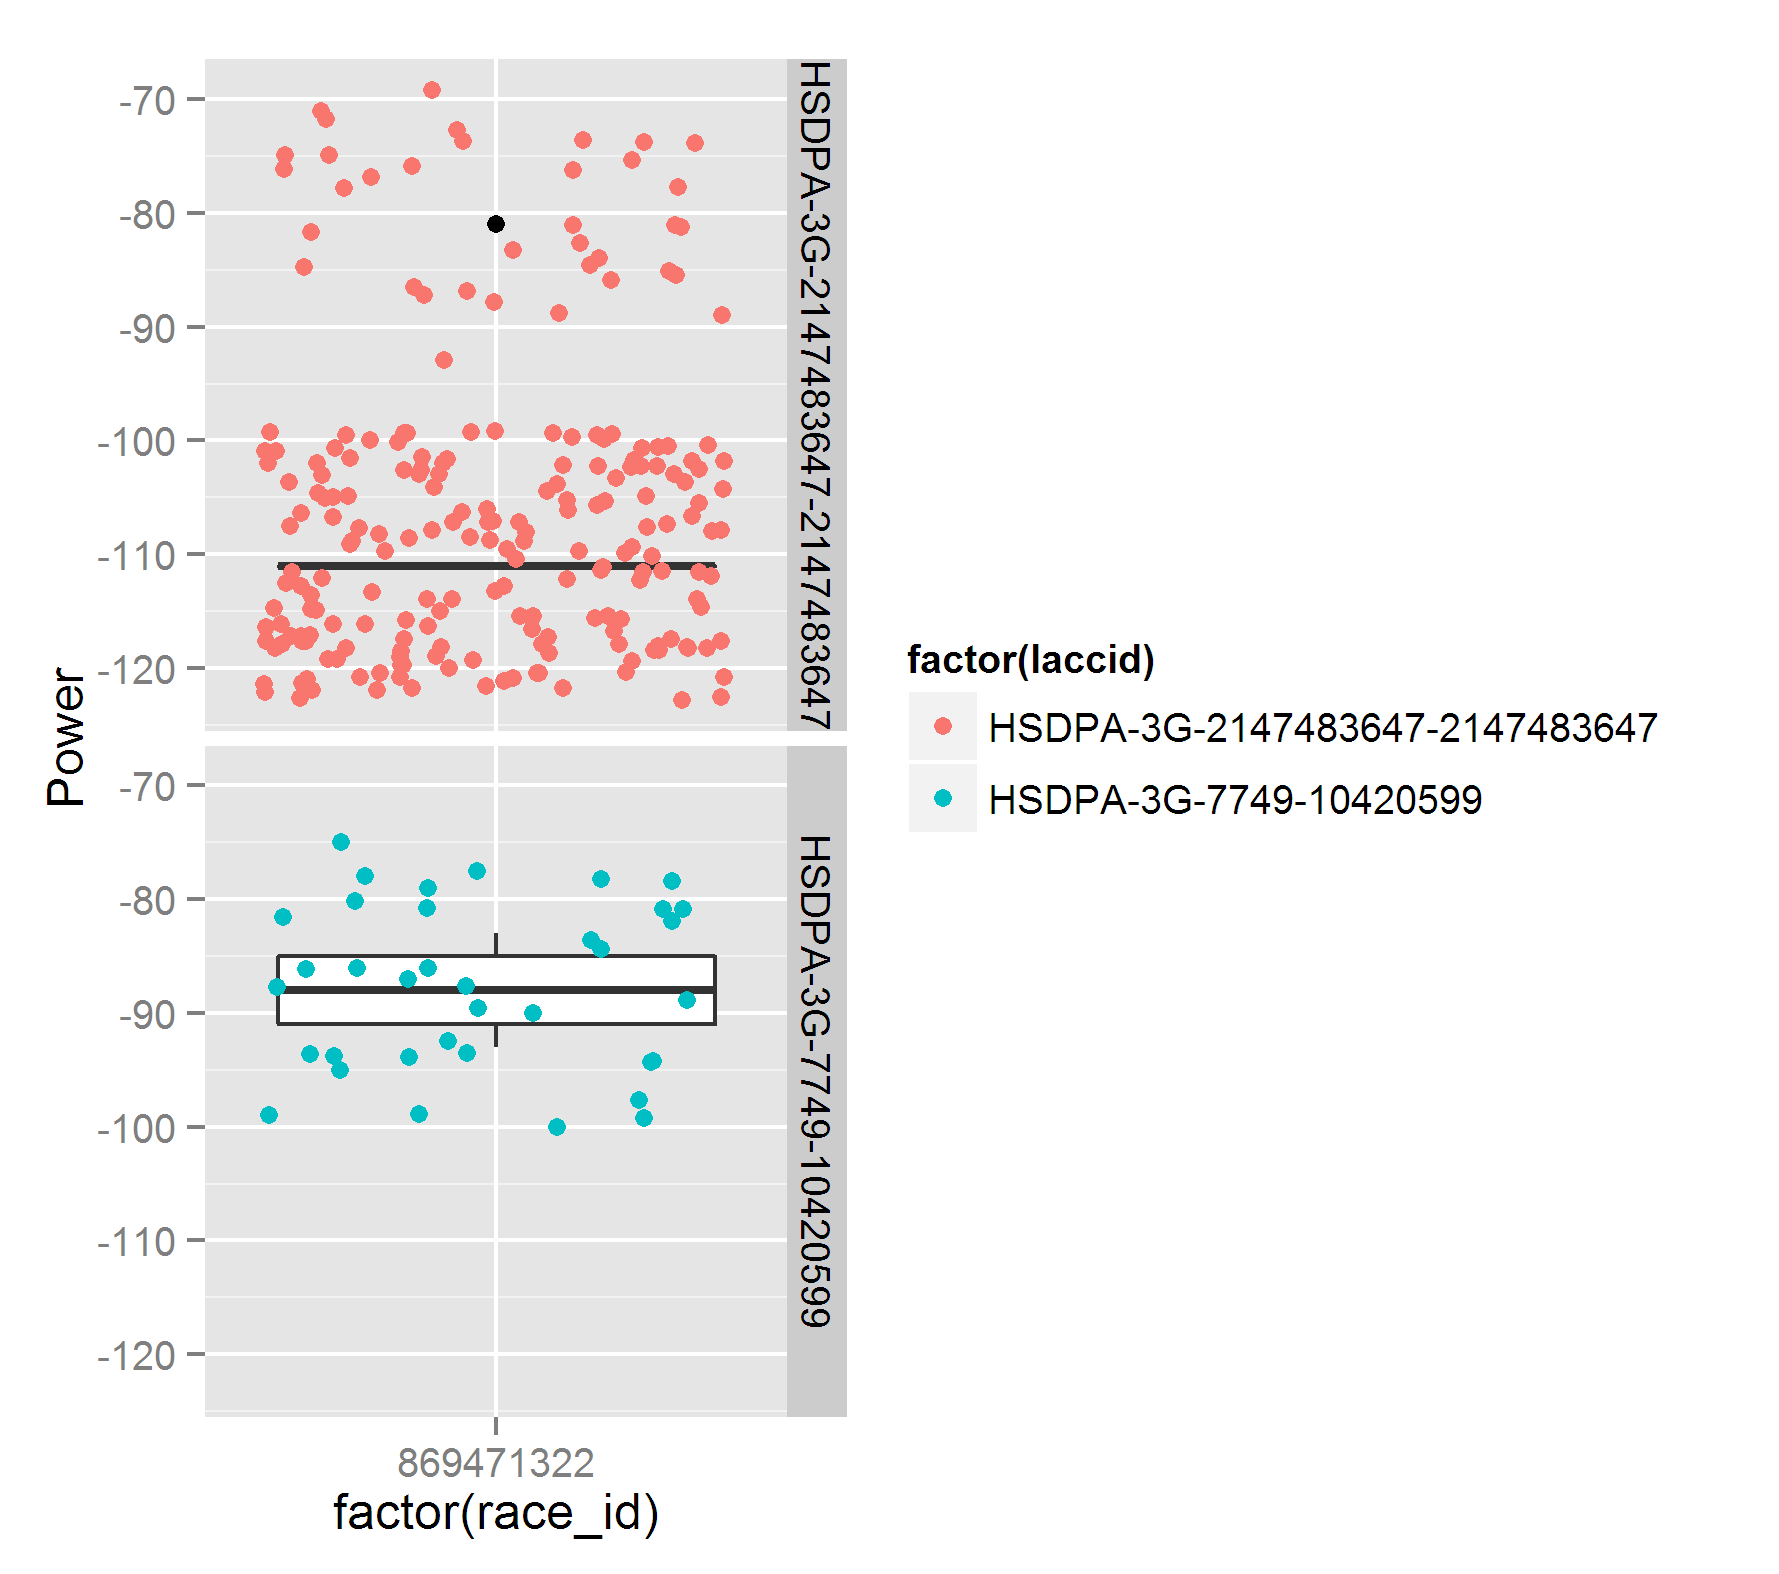 -70
-80
-90
-100
-110
-120
HSDPA-3G-2147483647-2147483647
Power
-70
-80
-90
-100
-110
-120
HSDPA-3G-7749-10420599
869471322
factor(race_id)
factor(laccid)
HSDPA-3G-2147483647-2147483647
HSDPA-3G-7749-10420599